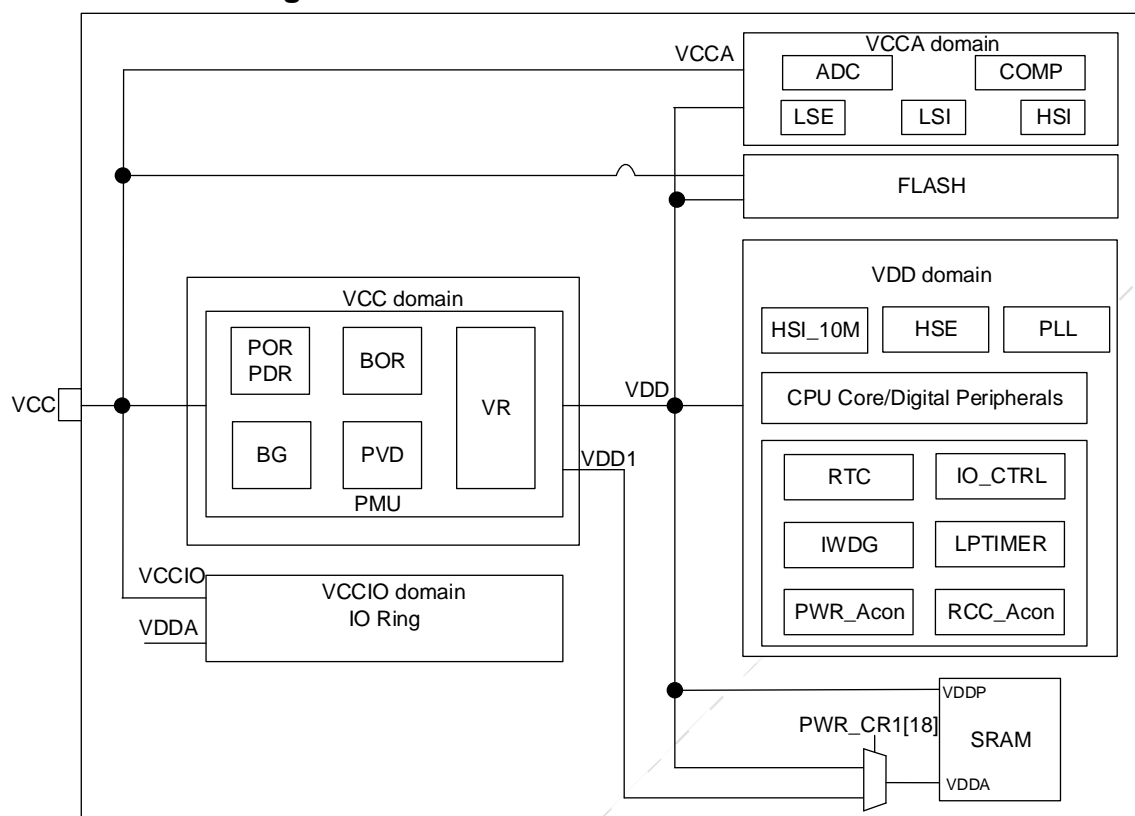 VCCA domain
VCCA
ADC
COMP
LSE
LSI
HSI
FLASH
VCC domain
POR
PDR
BOR
VR
BG
PVD
PMU
VCC
VDD
VDD1
VDD domain
HSI_10M
HSE
PLL
CPU Core/Digital Peripherals
RTC
IO_CTRL
IWDG
LPTIMER
PWR_Acon
RCC_Acon
VCCIO
VCCIO domain
IO Ring
VDDA
VDDP
PWR_CR1[18]
SRAM
VDDA